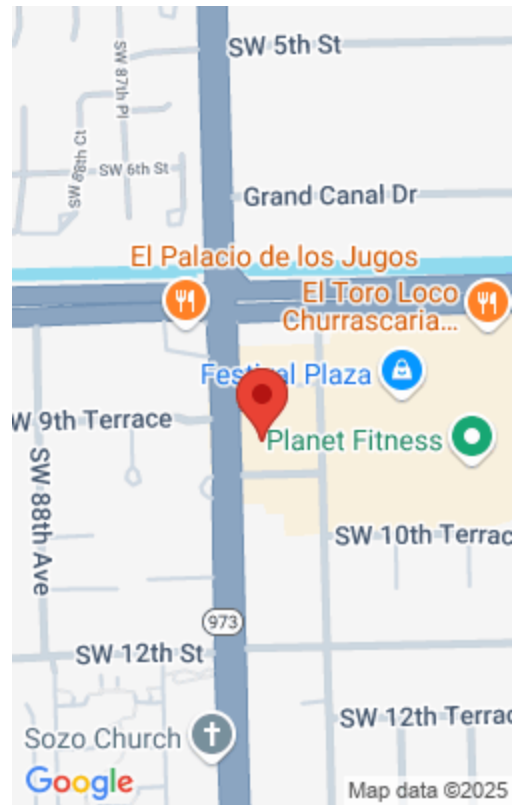 SW 5th St
SW 87th Pl
SW 88th Ct
SW 6th St
Grand Canal Dr
El Palacio de los Jugos
El Toro Loco
Churrascaria...
Festival Plaza
W 9th Terrace
Planet Fitness
SW 88th Ave
SW 10th Terrac
973
SW 12th St
SW 12th Terrac
Sozo Church
Google
Map data ©2025